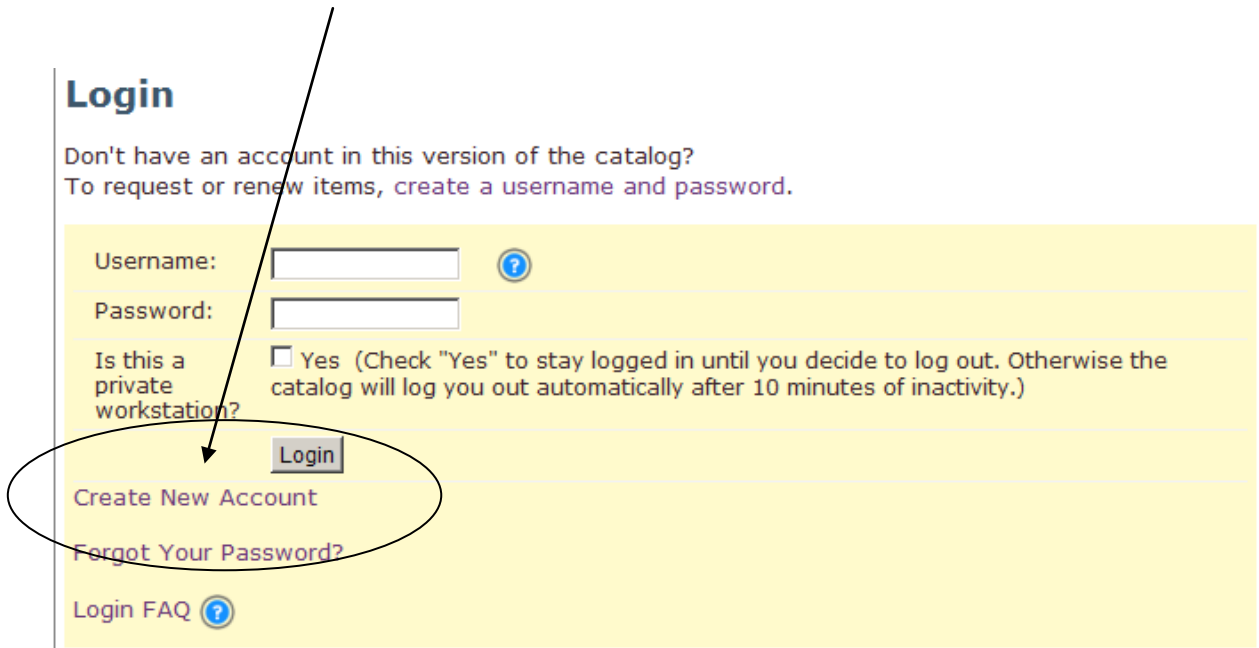 Login
Don't have an account in this version of the catalog?
To request or renew items, create a username and password.
Username:
Password:
Is this a
private
workstation?
Yes (Check "Yes" to stay logged in until you decide to log out. Otherwise the
catalog will log you out automatically after 10 minutes of inactivity.)
Login
Create New Account
Forgot Your Password?
Login FAQ